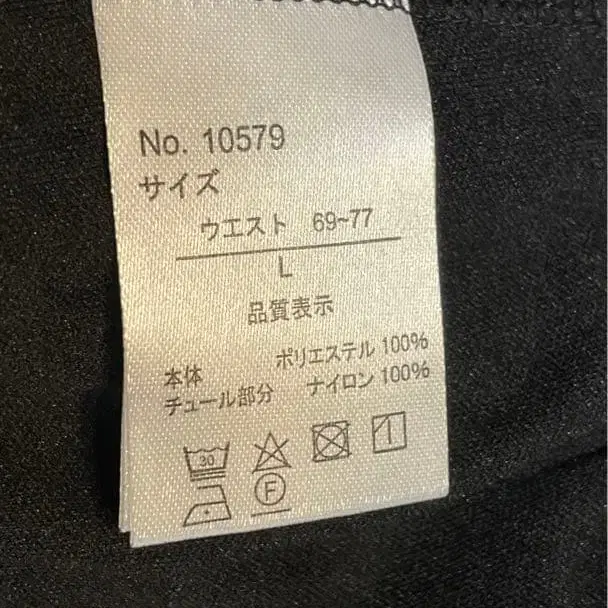 No. 10579
サイズ
ウエスト 69~77
L
品質表示
本体 ポリエステル 100%
チュール部分 ナイロン 100%
30
F